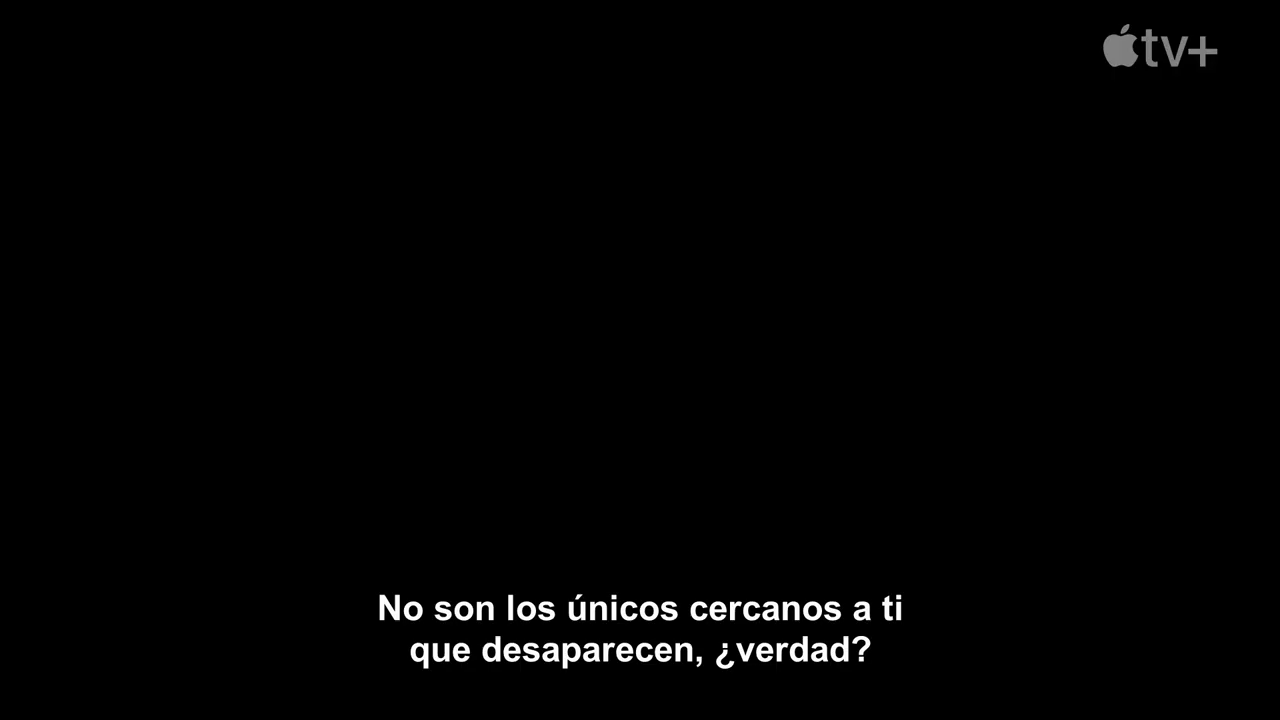 tv+
No son los únicos cercanos a ti
que desaparecen, ¿verdad?